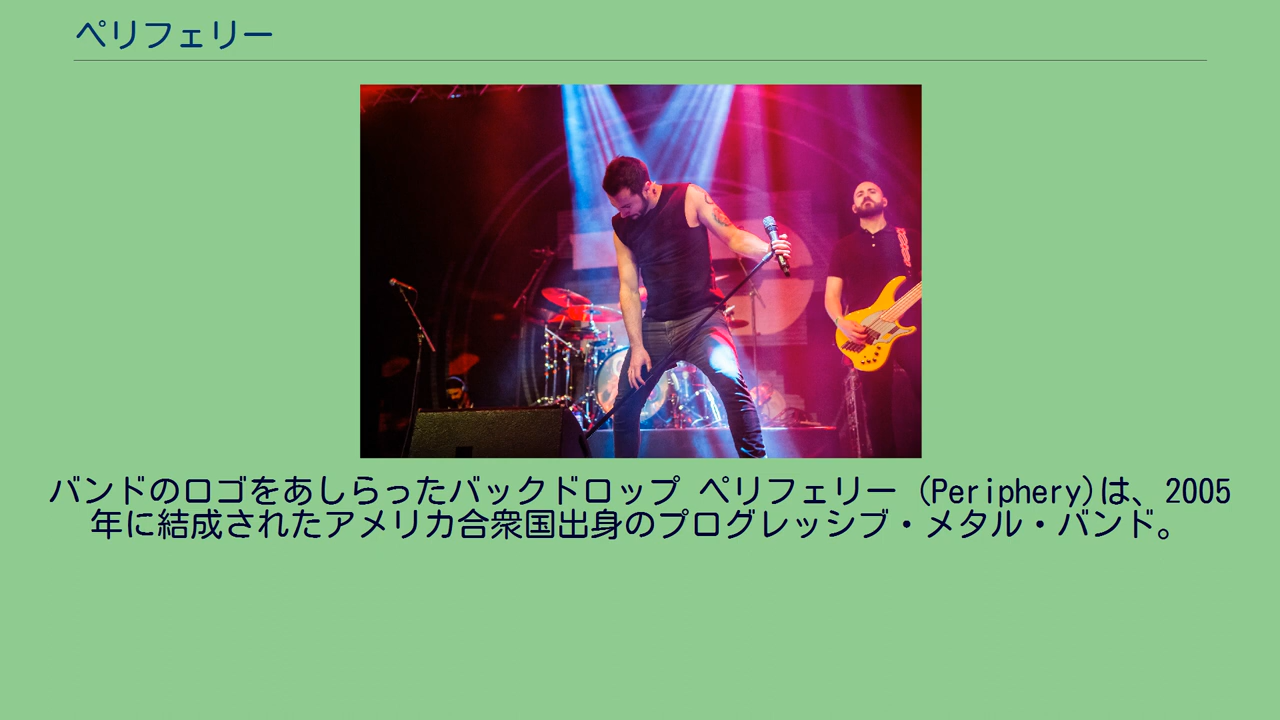 ペリフェリー
バンドのロゴをあしらったバックドロップ ペリフェリー (Periphery)は、2005
年に結成されたアメリカ合衆国出身のプログレッシブ・メタル・バンド。